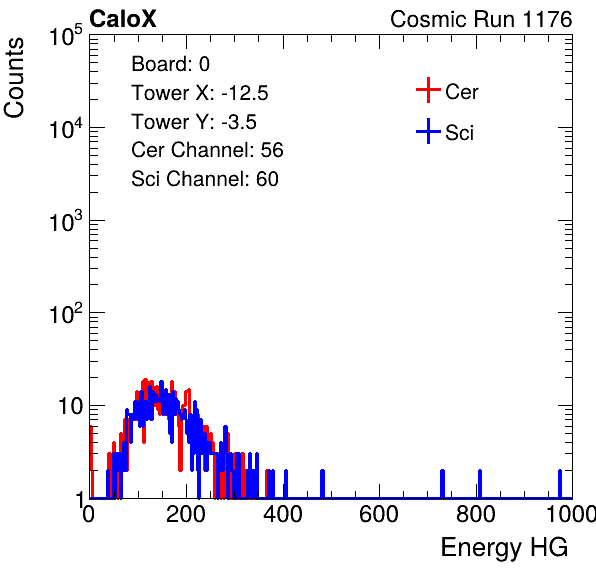 CaloX Cosmic Run 1176
Counts
10^5
10^4
10^3
10^2
10
1
Board: 0
Tower X: -12.5
Tower Y: -3.5
Cer Channel: 56
Sci Channel: 60
Cer
Sci
0 200 400 600 800 1000
Energy HG